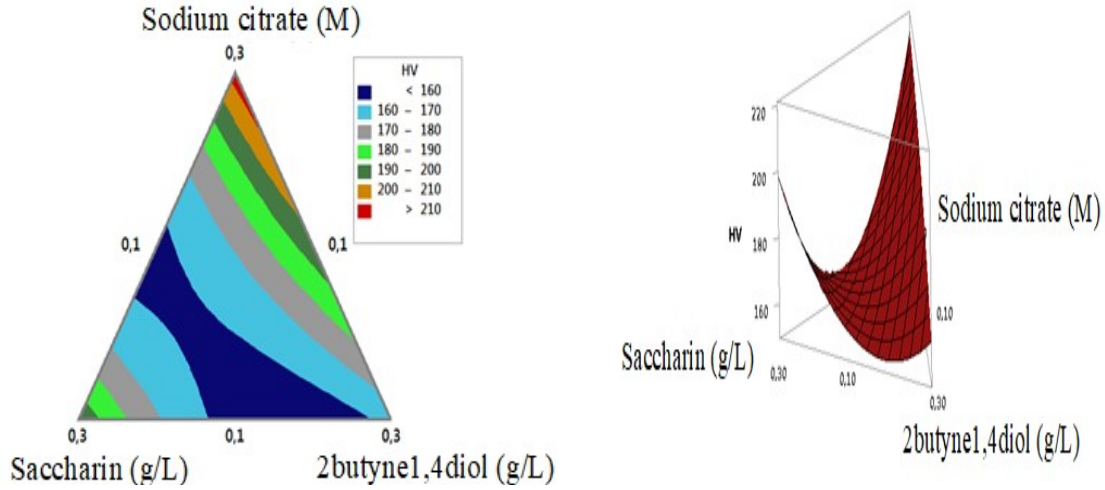 Sodium citrate (M)
0,3
HV
< 160
160 – 170
170 – 180
180 – 190
190 – 200
200 – 210
> 210
0,1
0,1
0,3
0,1
0,3
Saccharin (g/L)
2butyne1,4diol (g/L)
220
200
HV
180
160
Sodium citrate (M)
0,10
Saccharin (g/L)
0,30
0,10
0,30
2butyne1,4diol (g/L)